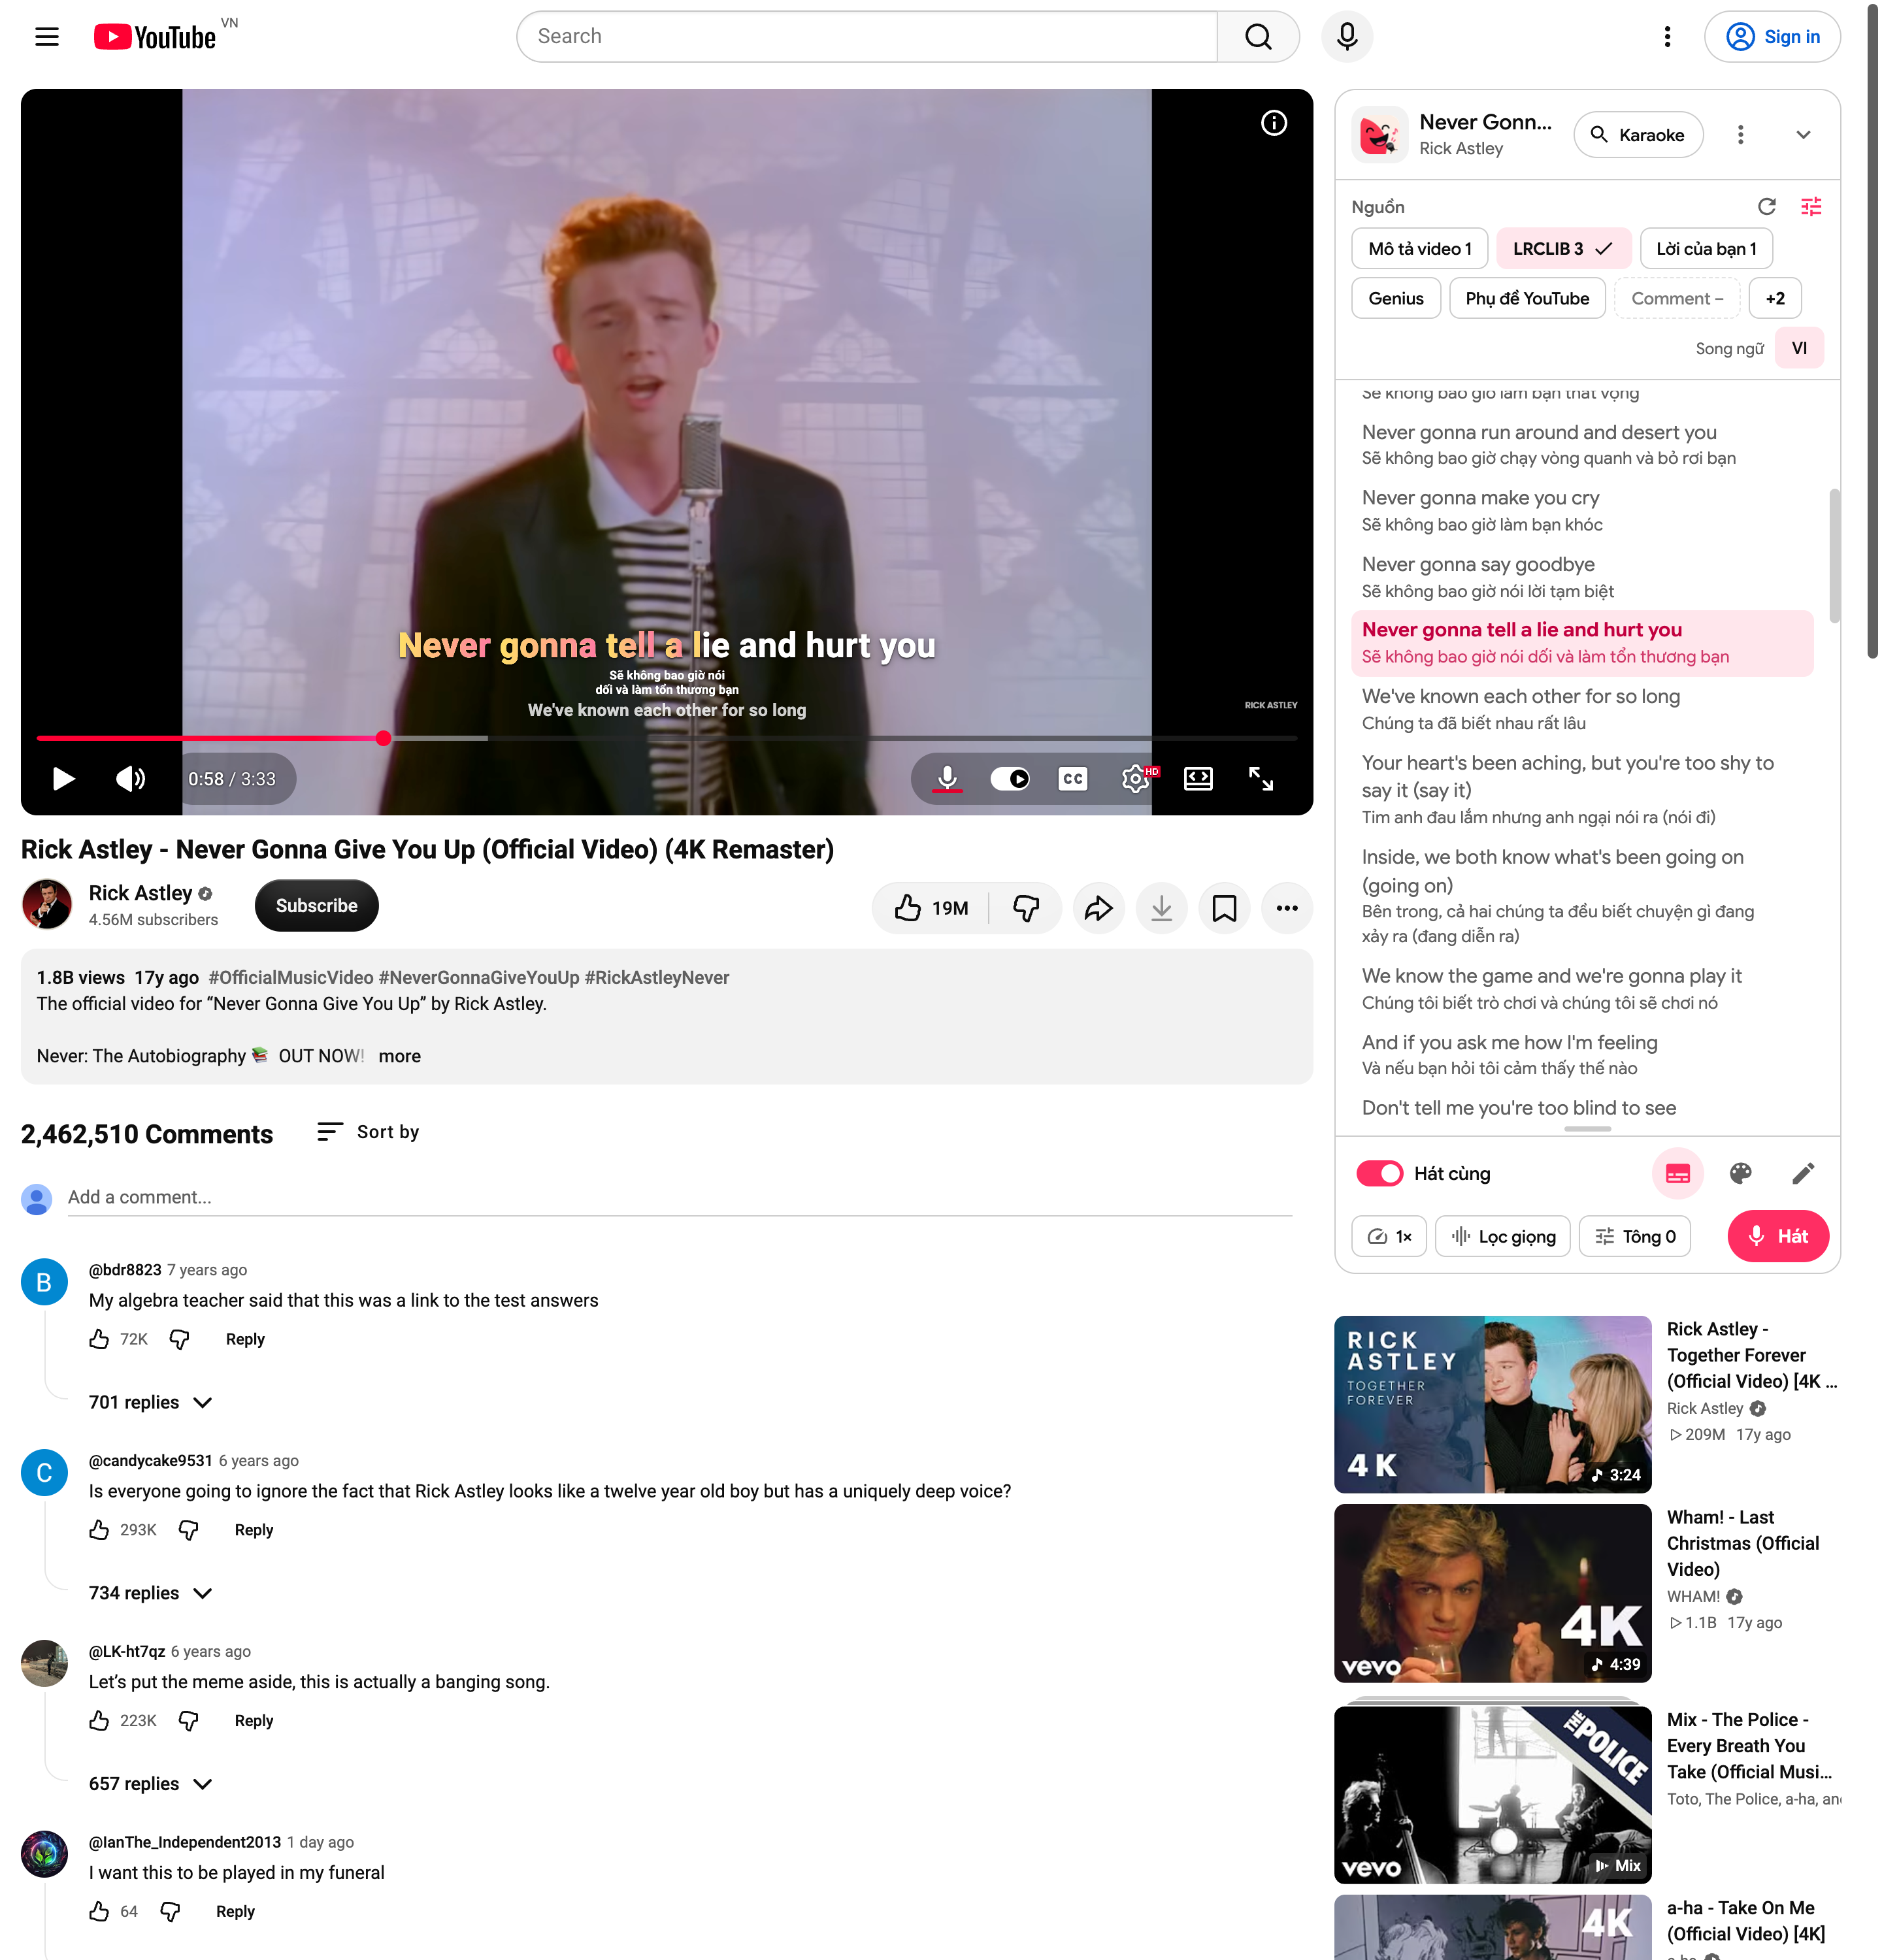 YouTube VN
Search
Sign in
Never gonna tell a lie and hurt you
Sẽ không bao giờ nói
dối và làm tổn thương bạn
We've known each other for so long
RICK ASTLEY
0:58 / 3:33
CC
HD
Rick Astley - Never Gonna Give You Up (Official Video) (4K Remaster)
Rick Astley
4.56M subscribers
Subscribe
19M
1.8B views 17y ago #OfficialMusicVideo #NeverGonnaGiveYouUp #RickAstleyNever
The official video for “Never Gonna Give You Up” by Rick Astley.
Never: The Autobiography 📚 OUT NOW! more
2,462,510 Comments
Sort by
Add a comment...
B
@bdr8823 7 years ago
My algebra teacher said that this was a link to the test answers
72K
Reply
701 replies
C
@candycake9531 6 years ago
Is everyone going to ignore the fact that Rick Astley looks like a twelve year old boy but has a uniquely deep voice?
293K
Reply
734 replies
@LK-ht7qz 6 years ago
Let’s put the meme aside, this is actually a banging song.
223K
Reply
657 replies
@IanThe_Independent2013 1 day ago
I want this to be played in my funeral
64
Reply
Never Gonn...
Rick Astley
Karaoke
Nguồn
Mô tả video 1
LRCLIB 3
Lời của bạn 1
Genius
Phụ đề YouTube
Comment –
+2
Song ngữ
VI
Sẽ không bao giờ làm bạn thất vọng
Never gonna run around and desert you
Sẽ không bao giờ chạy vòng quanh và bỏ rơi bạn
Never gonna make you cry
Sẽ không bao giờ làm bạn khóc
Never gonna say goodbye
Sẽ không bao giờ nói lời tạm biệt
Never gonna tell a lie and hurt you
Sẽ không bao giờ nói dối và làm tổn thương bạn
We've known each other for so long
Chúng ta đã biết nhau rất lâu
Your heart's been aching, but you're too shy to
say it (say it)
Tim anh đau lắm nhưng anh ngại nói ra (nói đi)
Inside, we both know what's been going on
(going on)
Bên trong, cả hai chúng ta đều biết chuyện gì đang
xảy ra (đang diễn ra)
We know the game and we're gonna play it
Chúng tôi biết trò chơi và chúng tôi sẽ chơi nó
And if you ask me how I'm feeling
Và nếu bạn hỏi tôi cảm thấy thế nào
Don't tell me you're too blind to see
Hát cùng
1×
Lọc giọng
Tông 0
Hát
RICK
ASTLEY
TOGETHER
FOREVER
4K
3:24
Rick Astley -
Together Forever
(Official Video) [4K ...
Rick Astley
209M 17y ago
4K
vevo
4:39
Wham! - Last
Christmas (Official
Video)
WHAM!
1.1B 17y ago
THE POLICE
vevo
Mix
Mix - The Police -
Every Breath You
Take (Official Musi...
Toto, The Police, a-ha, and
4K
a-ha - Take On Me
(Official Video) [4K]